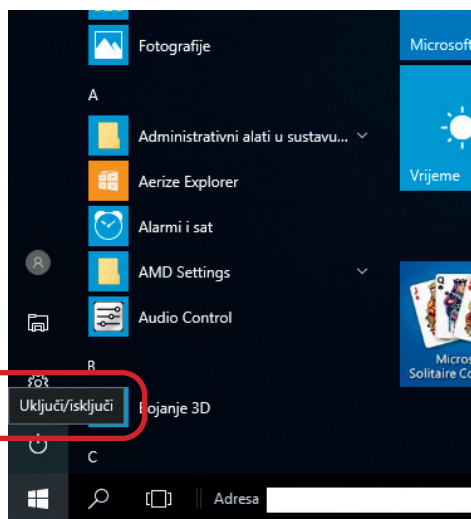 Fotografije
Microsoft
A
Administrativni alati u sustavu...
Aerize Explorer
Vrijeme
Alarmi i sat
AMD Settings
Audio Control
Micros
Solitaire Co
B
Uključi/isključi
Bojanje 3D
C
Adresa